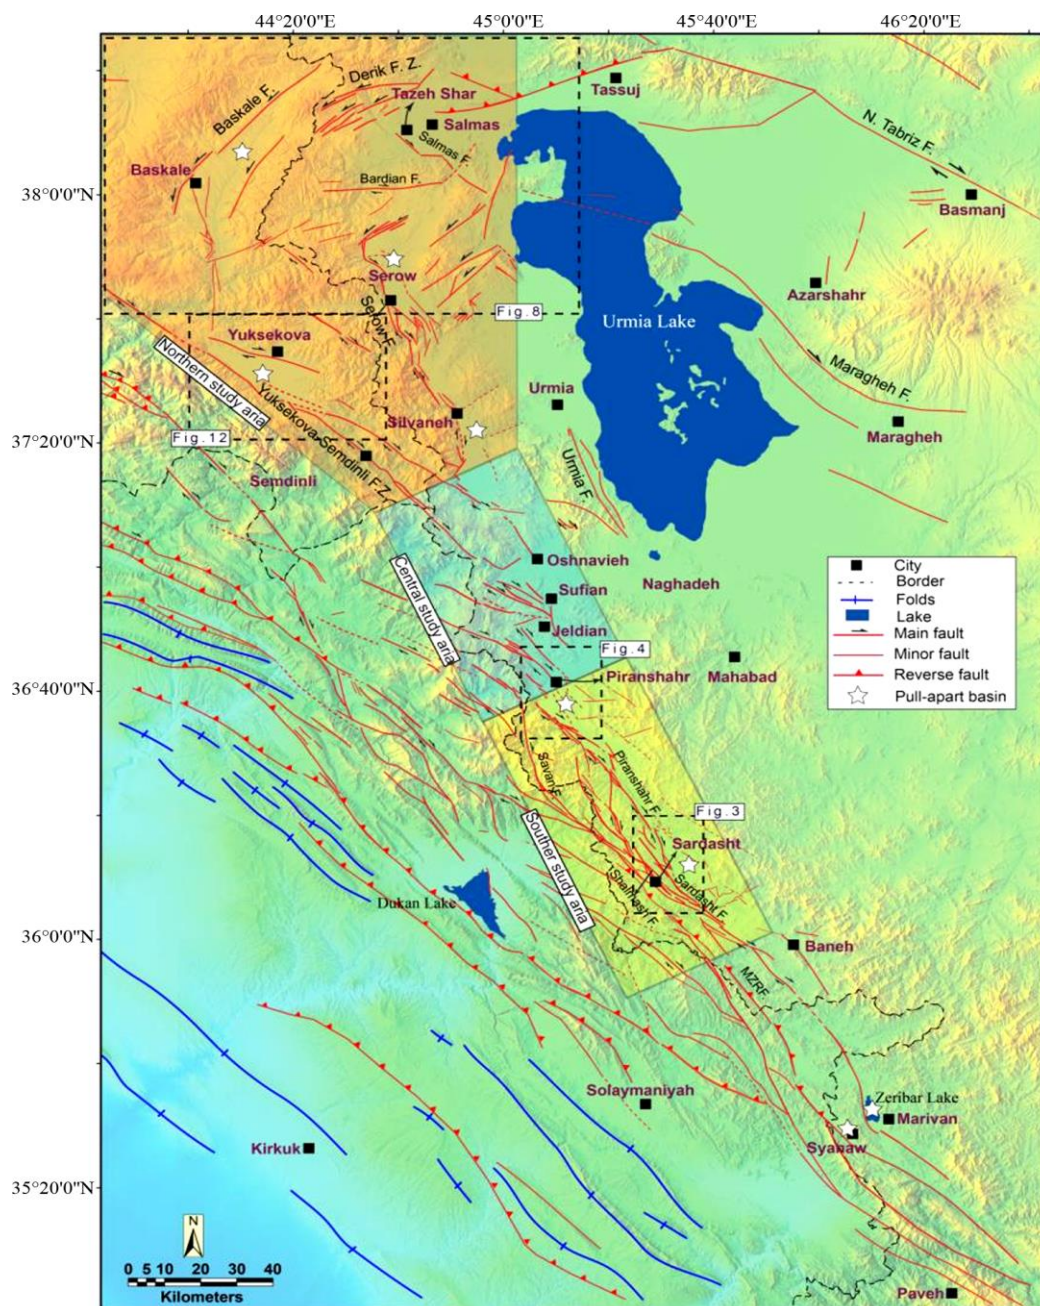 44°20'0"E
45°0'0"E
45°40'0"E
46°20'0"E
Derik F. Z.
Tazeh Shar
Tassuj
Baskale F.
Salmas
Salmas F.
N. Tabriz F.
Baskale
Bardian F.
38°0'0"N
Basmanj
Serow
Azarshahr
Serow F.
Fig.8
Urmia Lake
Yuksekova
Northern study aria
Maragheh F.
Urmia
Silvaneh
Yuksekova-Semdinli F.Z.
Maragheh
37°20'0"N
Fig.12
Semdinli
Urmia F.
Oshnavieh
Naghadeh
Sufian
Central study aria
Jeldian
Fig.4
Piranshahr
Mahabad
36°40'0"N
City
Border
Folds
Lake
Main fault
Minor fault
Reverse fault
Pull-apart basin
Savan F.
Piranshahr F.
Fig.3
Sardasht
Souther study aria
Shalmash F.
Sardasht F.
Dukan Lake
36°0'0"N
Baneh
MZRF
Solaymaniyah
Zeribar Lake
Marivan
Syanaw
Kirkuk
35°20'0"N
N
0 5 10 20 30 40
Kilometers
Paveh